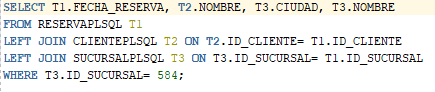 SELECT T1.FECHA_RESERVA, T2.NOMBRE, T3.CIUDAD, T3.NOMBRE
FROM RESERVAPLSQL T1
LEFT JOIN CLIENTEPLSQL T2 ON T2.ID_CLIENTE= T1.ID_CLIENTE
LEFT JOIN SUCURSALPLSQL T3 ON T3.ID_SUCURSAL= T1.ID_SUCURSAL
WHERE T3.ID_SUCURSAL= 584;